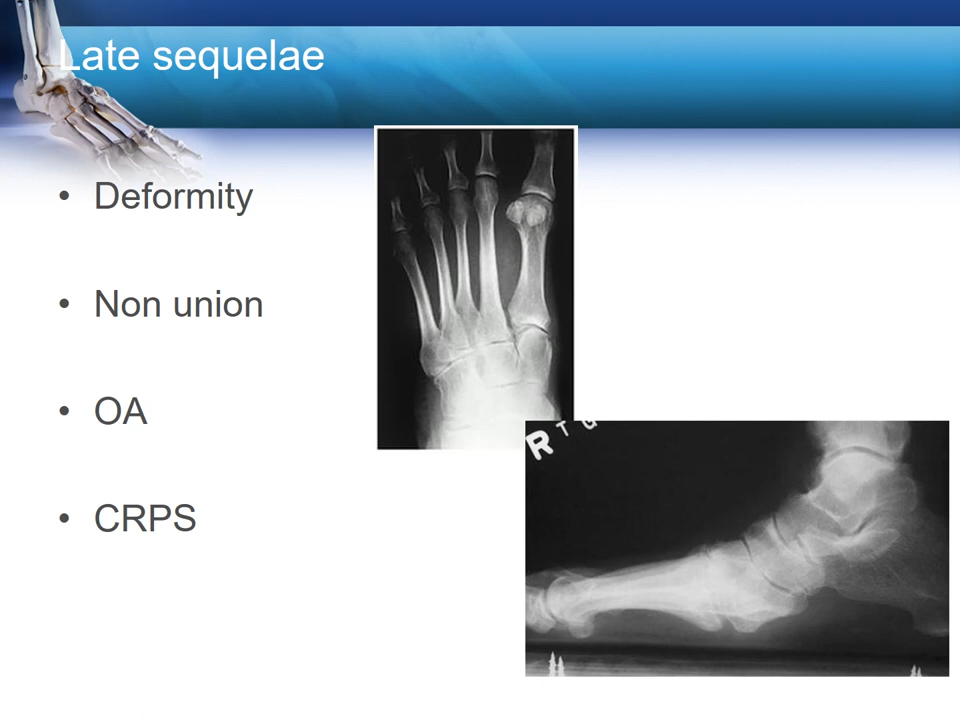 Late sequelae
• Deformity
• Non union
• OA
• CRPS
R T G